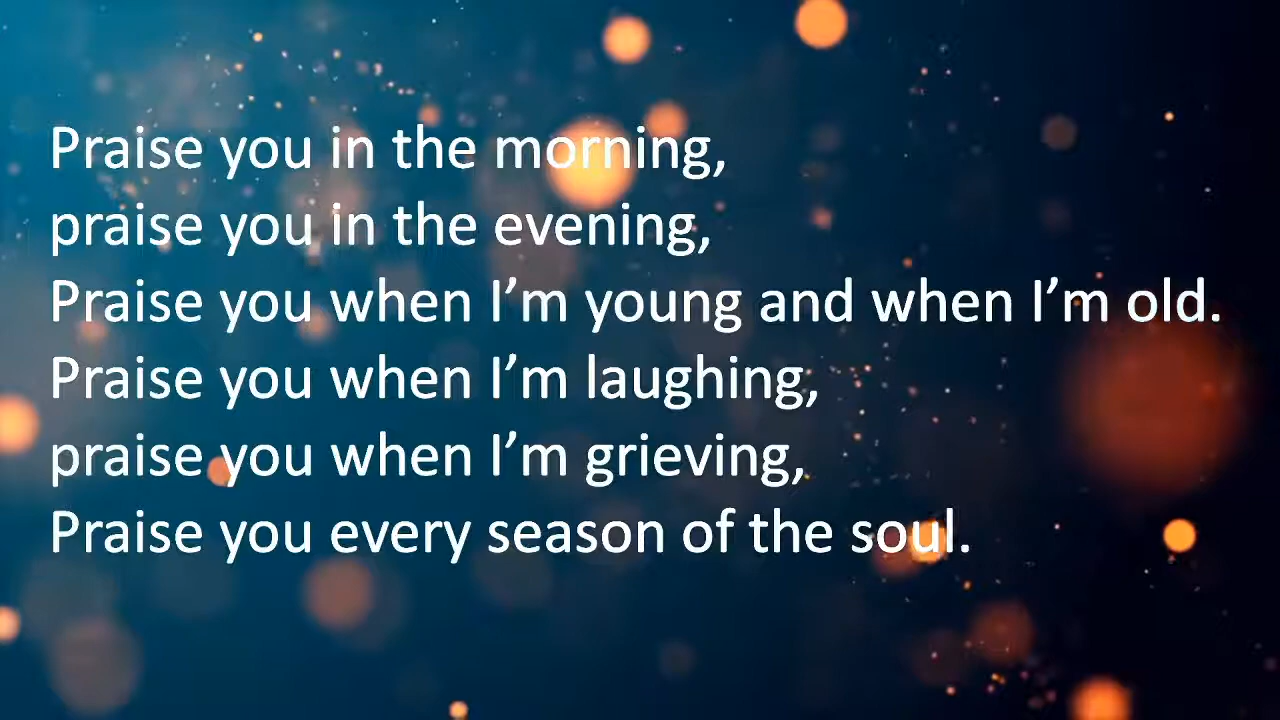 Praise you in the morning,
praise you in the evening,
Praise you when I’m young and when I’m old.
Praise you when I’m laughing,
praise you when I’m grieving,
Praise you every season of the soul.